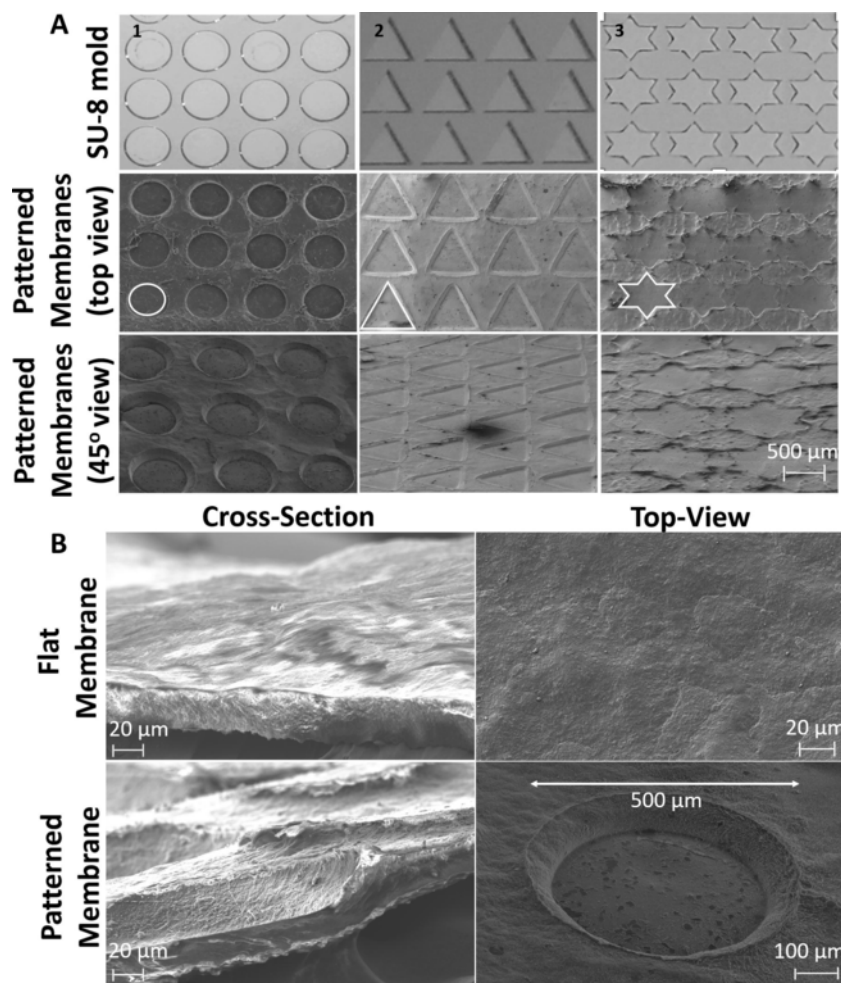 A
1
2
3
SU-8 mold
Patterned
Membranes
(top view)
Patterned
Membranes
(45° view)
500 µm
Cross-Section
Top-View
B
Flat
Membrane
20 µm
20 µm
Patterned
Membrane
500 µm
20 µm
100 µm